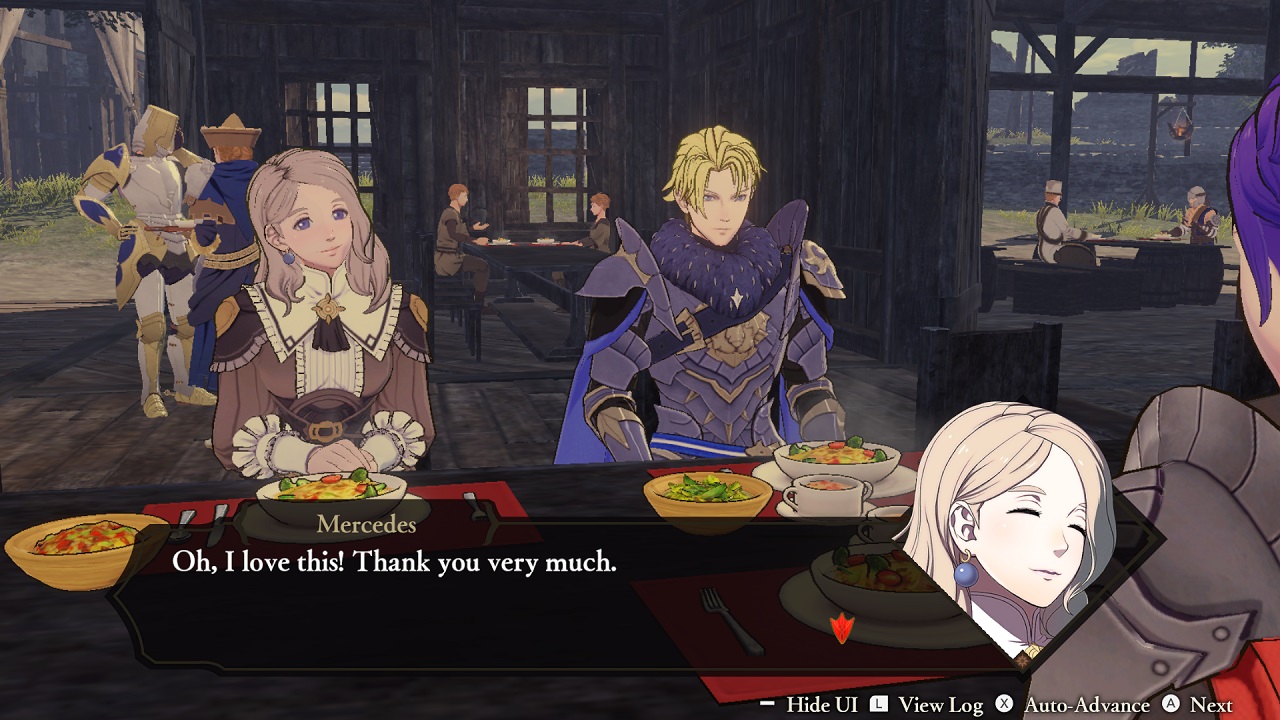 Mercedes
Oh, I love this! Thank you very much.
Hide UI L View Log X Auto-Advance A Next